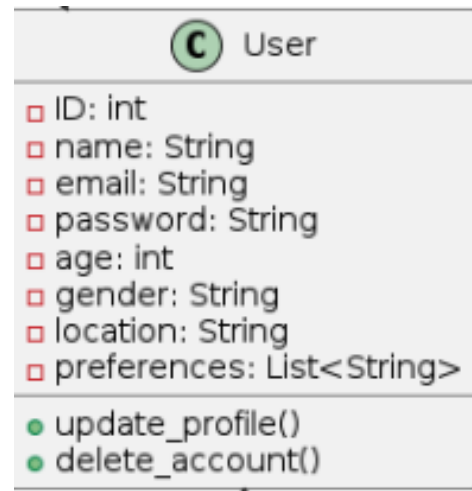 C User
ID: int
name: String
email: String
password: String
age: int
gender: String
location: String
preferences: List<String>
update_profile()
delete_account()